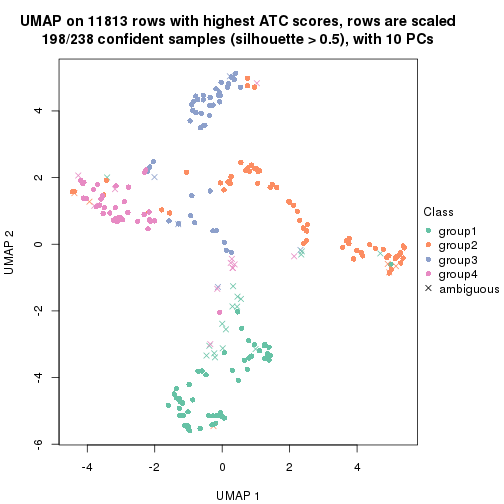 UMAP on 11813 rows with highest ATC scores, rows are scaled
198/238 confident samples (silhouette > 0.5), with 10 PCs
4
2
0
-2
-4
-6
UMAP 2
-4
-2
0
2
4
UMAP 1
Class
group1
group2
group3
group4
ambiguous